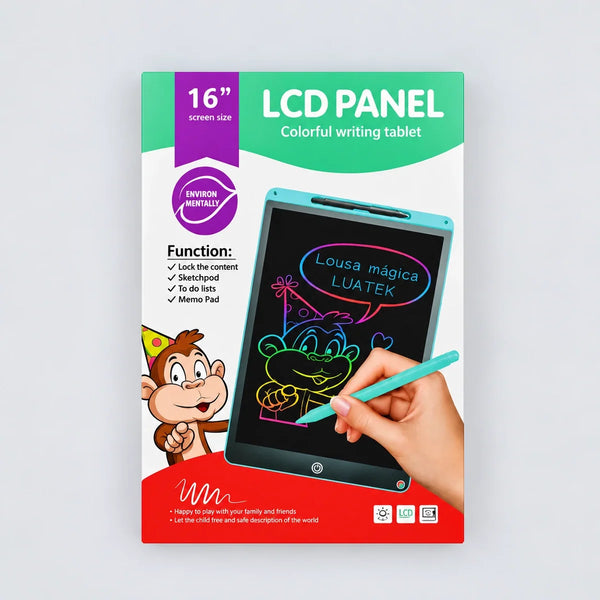 16”
screen size
LCD PANEL
Colorful writing tablet
ENVIRON
MENTALLY
Function:
✓ Lock the content
✓ Sketchpod
✓ To do lists
✓ Memo Pad
Lousa mágica
LUATEK
• Happy to play with your family and friends
• Let the child free and safe description of the world
LCD